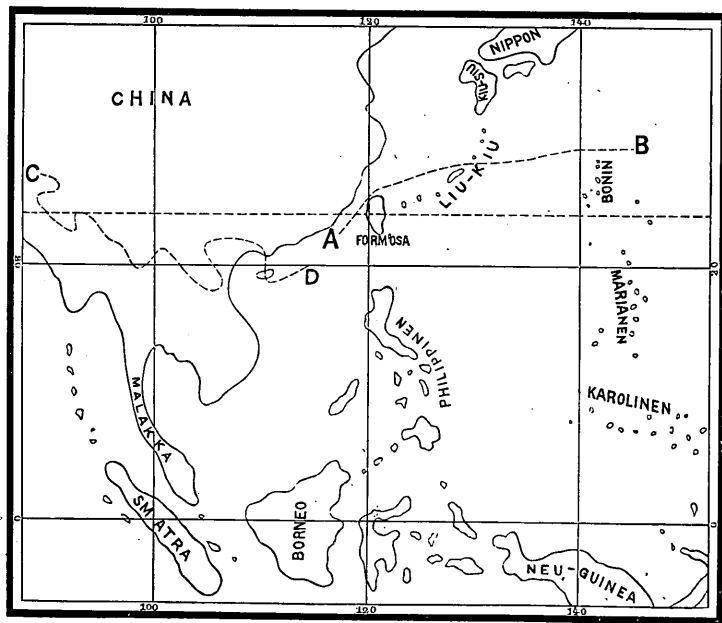 100 120 140
NIPPON
KIU-SIU
CHINA
B
LIU-KIU
C
BONIN
A
FORMOSA
20 D 20
MARIANEN
PHILIPPINEN
KAROLINEN
MALAKKA
SMATRA
BORNEO
0 0
NEU-GUINEA
100 120 140